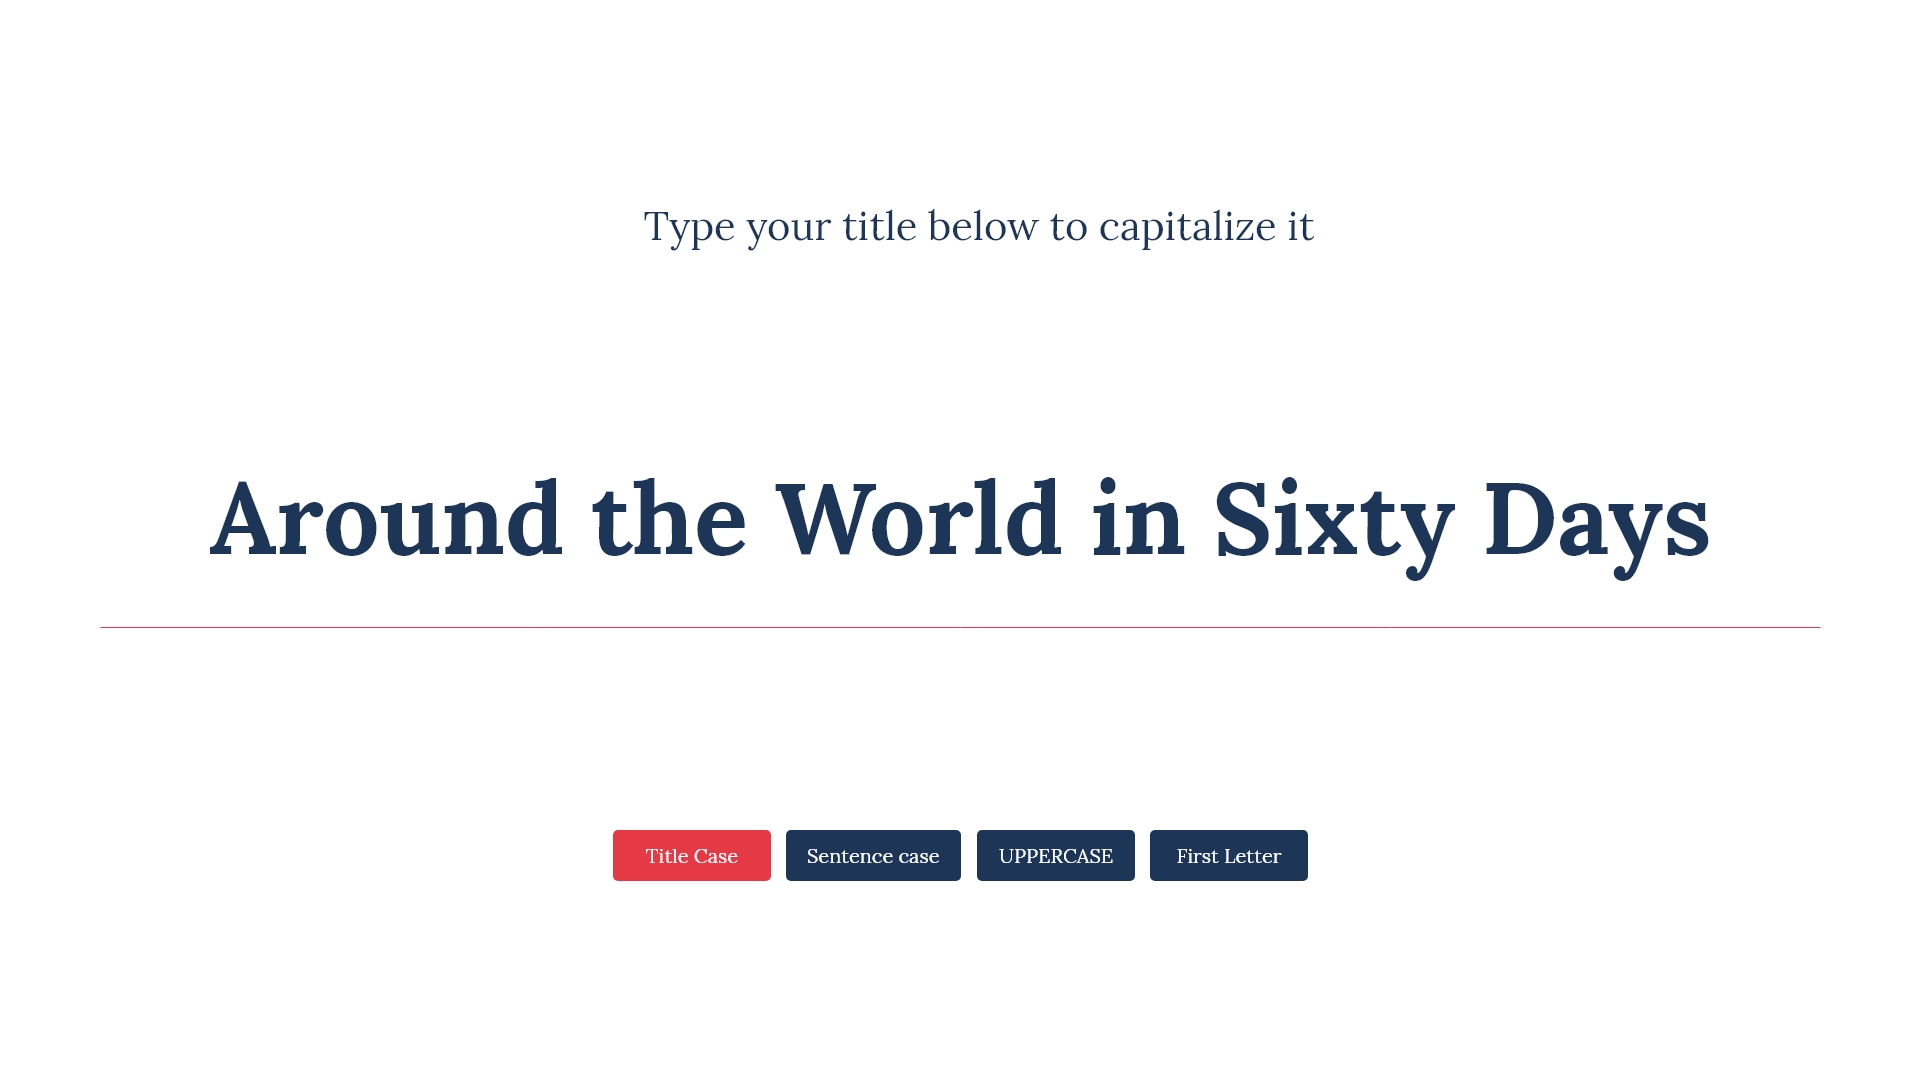 Type your title below to capitalize it
Around the World in Sixty Days
Title Case
Sentence case
UPPERCASE
First Letter